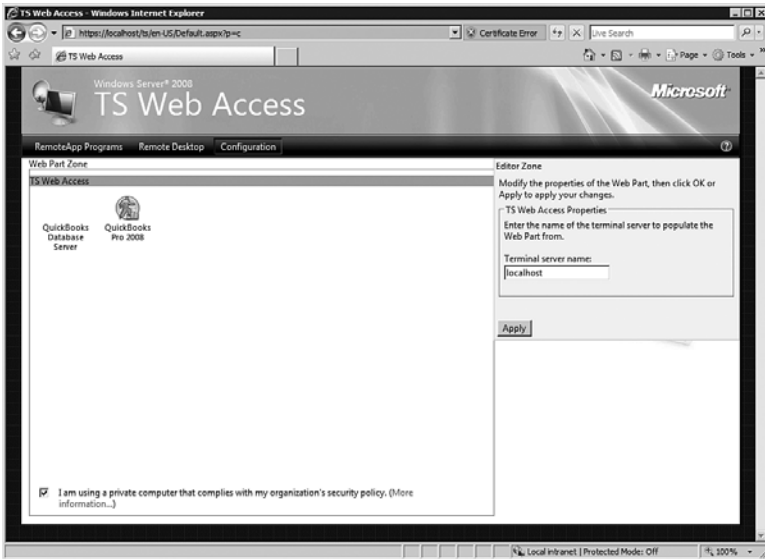 TS Web Access - Windows Internet Explorer
https://localhost/ts/en-US/Default.aspx?p=c
Certificate Error
Live Search
TS Web Access
Page
Tools
Windows Server® 2008
TS Web Access
Microsoft
RemoteApp Programs
Remote Desktop
Configuration
Web Part Zone
TS Web Access
QuickBooks
Database
Server
QuickBooks
Pro 2008
Editor Zone
Modify the properties of the Web Part, then click OK or
Apply to apply your changes.
TS Web Access Properties
Enter the name of the terminal server to populate the
Web Part from.
Terminal server name:
localhost
Apply
I am using a private computer that complies with my organization's security policy. (More
information...)
Local intranet | Protected Mode: Off
100%